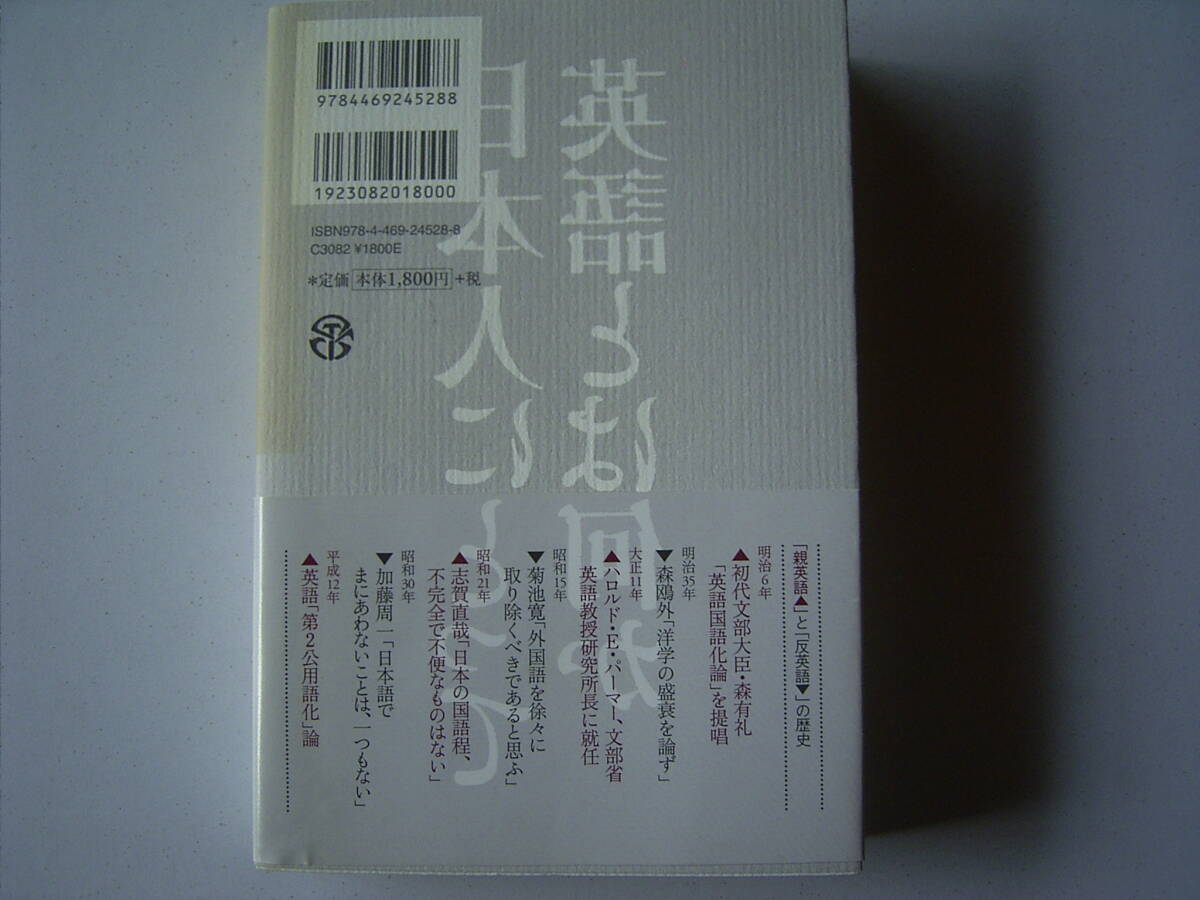 9784469245288
1923082018000
ISBN978-4-469-24528-8
C3082 ¥1800E
*定価 本体1,800円 +税
英語とは何か
日本人にとって
「親英語▲」と「反英語▼」の歴史
明治6年
▲初代文部大臣・森有礼
「英語国語化論」を提唱
明治35年
▼森鴎外「洋学の盛衰を論ず」
大正11年
▲ハロルド・E・パーマー、文部省
英語教授研究所長に就任
昭和15年
▼菊池寛「外国語を徐々に
取り除くべきであると思ふ」
昭和21年
▲志賀直哉「日本の国語程、
不完全で不便なものはない」
昭和30年
▼加藤周一「日本語で
まにあわないことは、一つもない」
平成12年
▲英語「第2公用語化」論